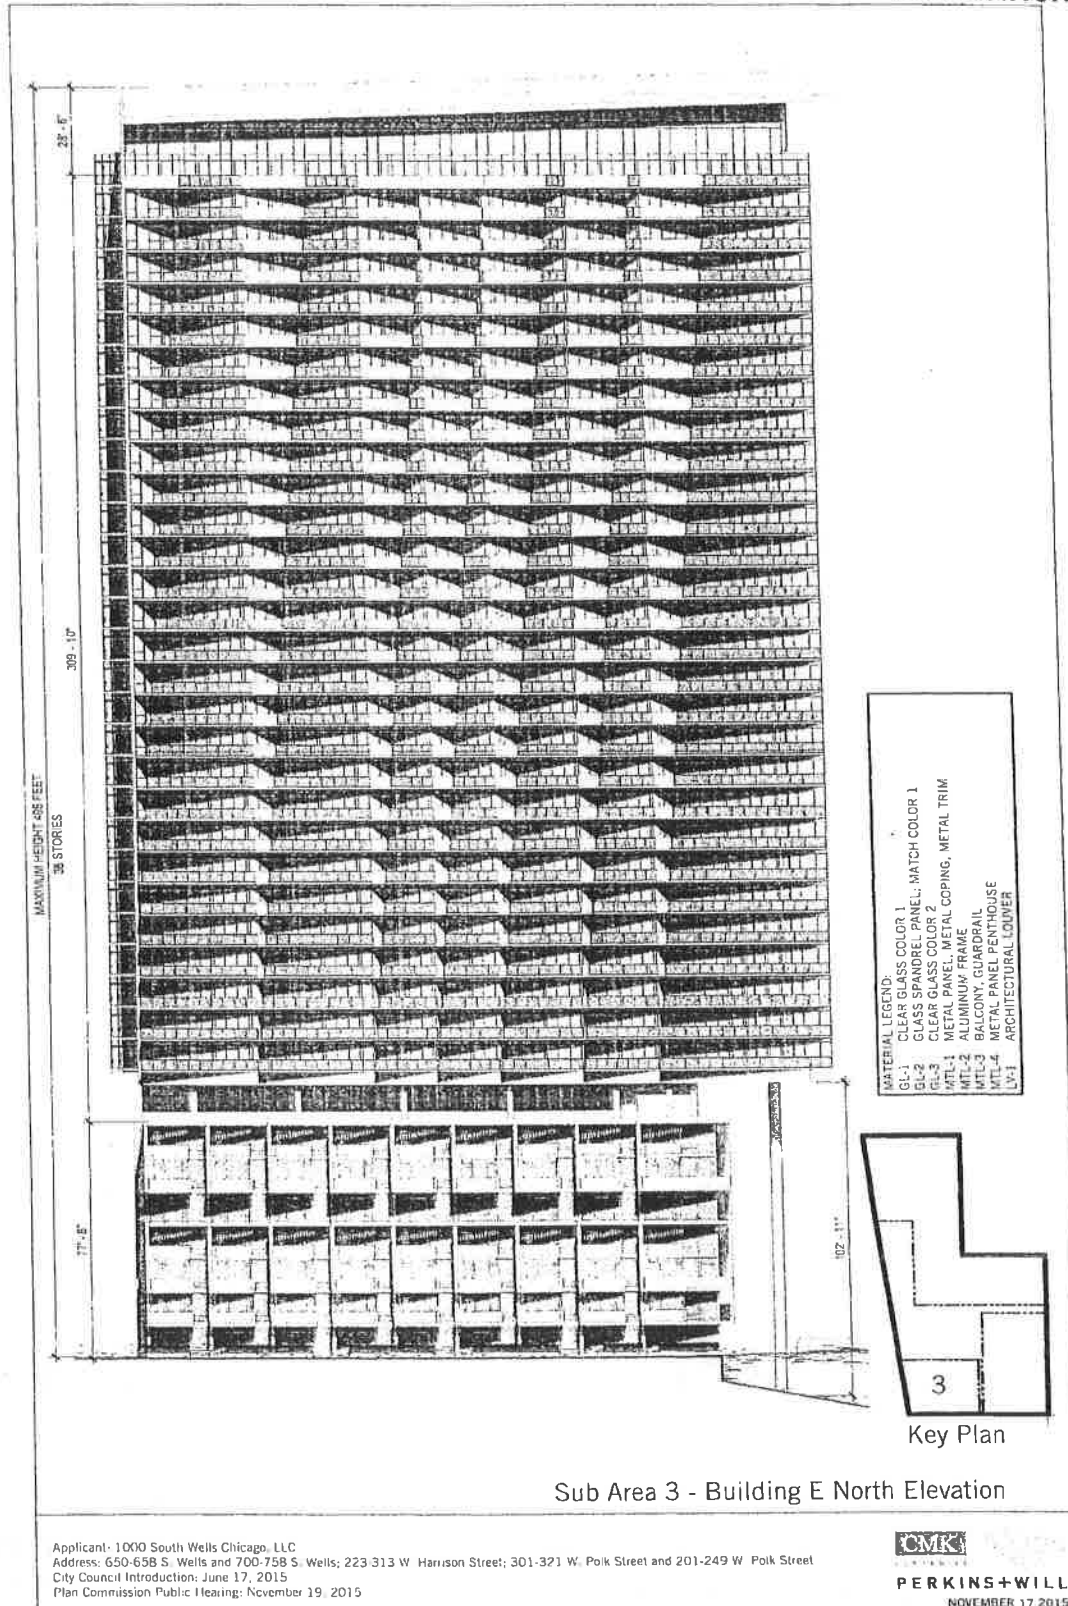 28'-6"
309'-10"
38 STORIES
77'-6"
102'-11"
MATERIAL LEGEND:
GL-1 CLEAR GLASS COLOR 1
GL-2 GLASS SPANDREL PANEL, MATCH COLOR 1
GL-3 CLEAR GLASS COLOR 2
MTL-1 METAL PANEL, METAL COPING, METAL TRIM
MTL-2 ALUMINUM FRAME
MTL-3 BALCONY, GUARDRAIL
MTL-4 METAL PANEL PENTHOUSE
LV-1 ARCHITECTURAL LOUVER
3
Key Plan
Sub Area 3 - Building E North Elevation
Applicant: 1000 South Wells Chicago, LLC
Address: 650-658 S. Wells and 700-758 S. Wells; 223-313 W Harrison Street; 301-321 W. Polk Street and 201-249 W Polk Street
City Council Introduction: June 17, 2015
Plan Commission Public Hearing: November 19, 2015
CMK
PERKINS+WILL
NOVEMBER 17 2015